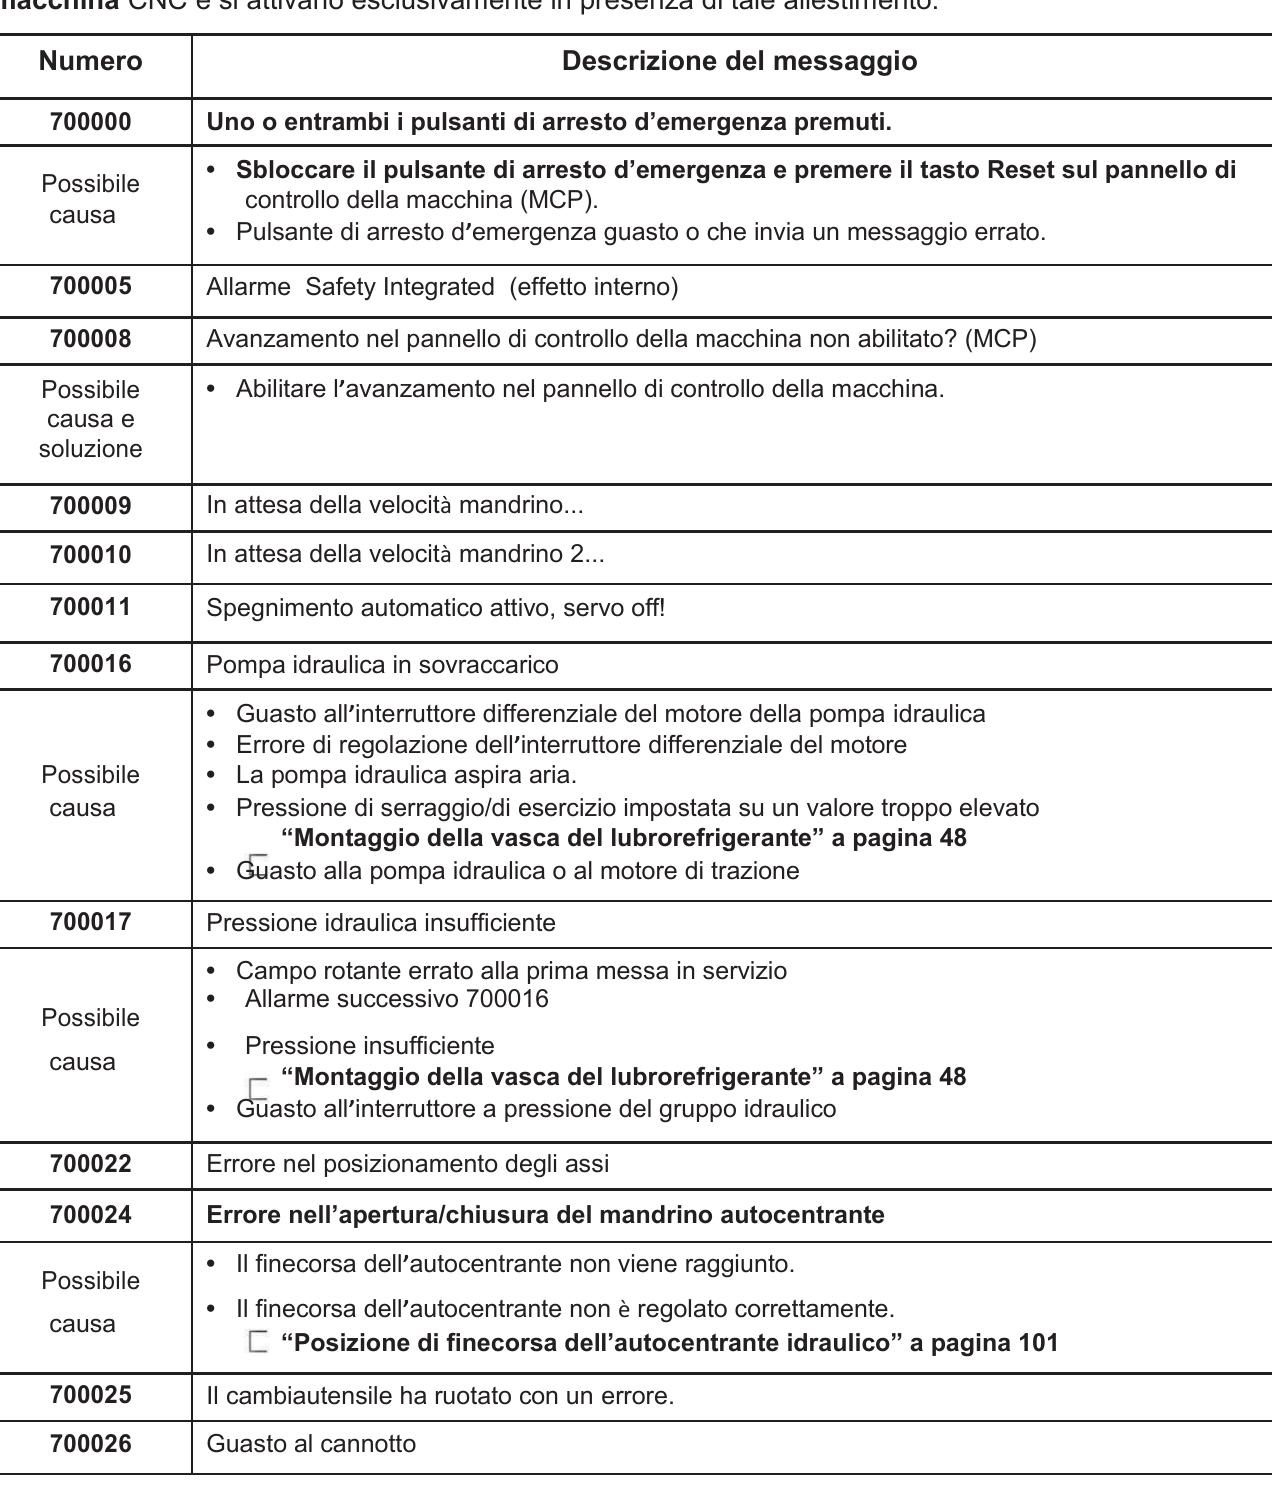 macchina CNC e si attivano esclusivamente in presenza di tale allestimento.
Numero Descrizione del messaggio
700000 Uno o entrambi i pulsanti di arresto d’emergenza premuti.
Possibile
causa
• Sbloccare il pulsante di arresto d’emergenza e premere il tasto Reset sul pannello di
controllo della macchina (MCP).
• Pulsante di arresto d’emergenza guasto o che invia un messaggio errato.
700005 Allarme Safety Integrated (effetto interno)
700008 Avanzamento nel pannello di controllo della macchina non abilitato? (MCP)
Possibile
causa e
soluzione
• Abilitare l’avanzamento nel pannello di controllo della macchina.
700009 In attesa della velocità mandrino...
700010 In attesa della velocità mandrino 2...
700011 Spegnimento automatico attivo, servo off!
700016 Pompa idraulica in sovraccarico
Possibile
causa
• Guasto all’interruttore differenziale del motore della pompa idraulica
• Errore di regolazione dell’interruttore differenziale del motore
• La pompa idraulica aspira aria.
• Pressione di serraggio/di esercizio impostata su un valore troppo elevato
“Montaggio della vasca del lubrorefrigerante” a pagina 48
• Guasto alla pompa idraulica o al motore di trazione
700017 Pressione idraulica insufficiente
Possibile
causa
• Campo rotante errato alla prima messa in servizio
• Allarme successivo 700016
• Pressione insufficiente
“Montaggio della vasca del lubrorefrigerante” a pagina 48
• Guasto all’interruttore a pressione del gruppo idraulico
700022 Errore nel posizionamento degli assi
700024 Errore nell’apertura/chiusura del mandrino autocentrante
Possibile
causa
• Il finecorsa dell’autocentrante non viene raggiunto.
• Il finecorsa dell’autocentrante non è regolato correttamente.
“Posizione di finecorsa dell’autocentrante idraulico” a pagina 101
700025 Il cambiautensile ha ruotato con un errore.
700026 Guasto al cannotto